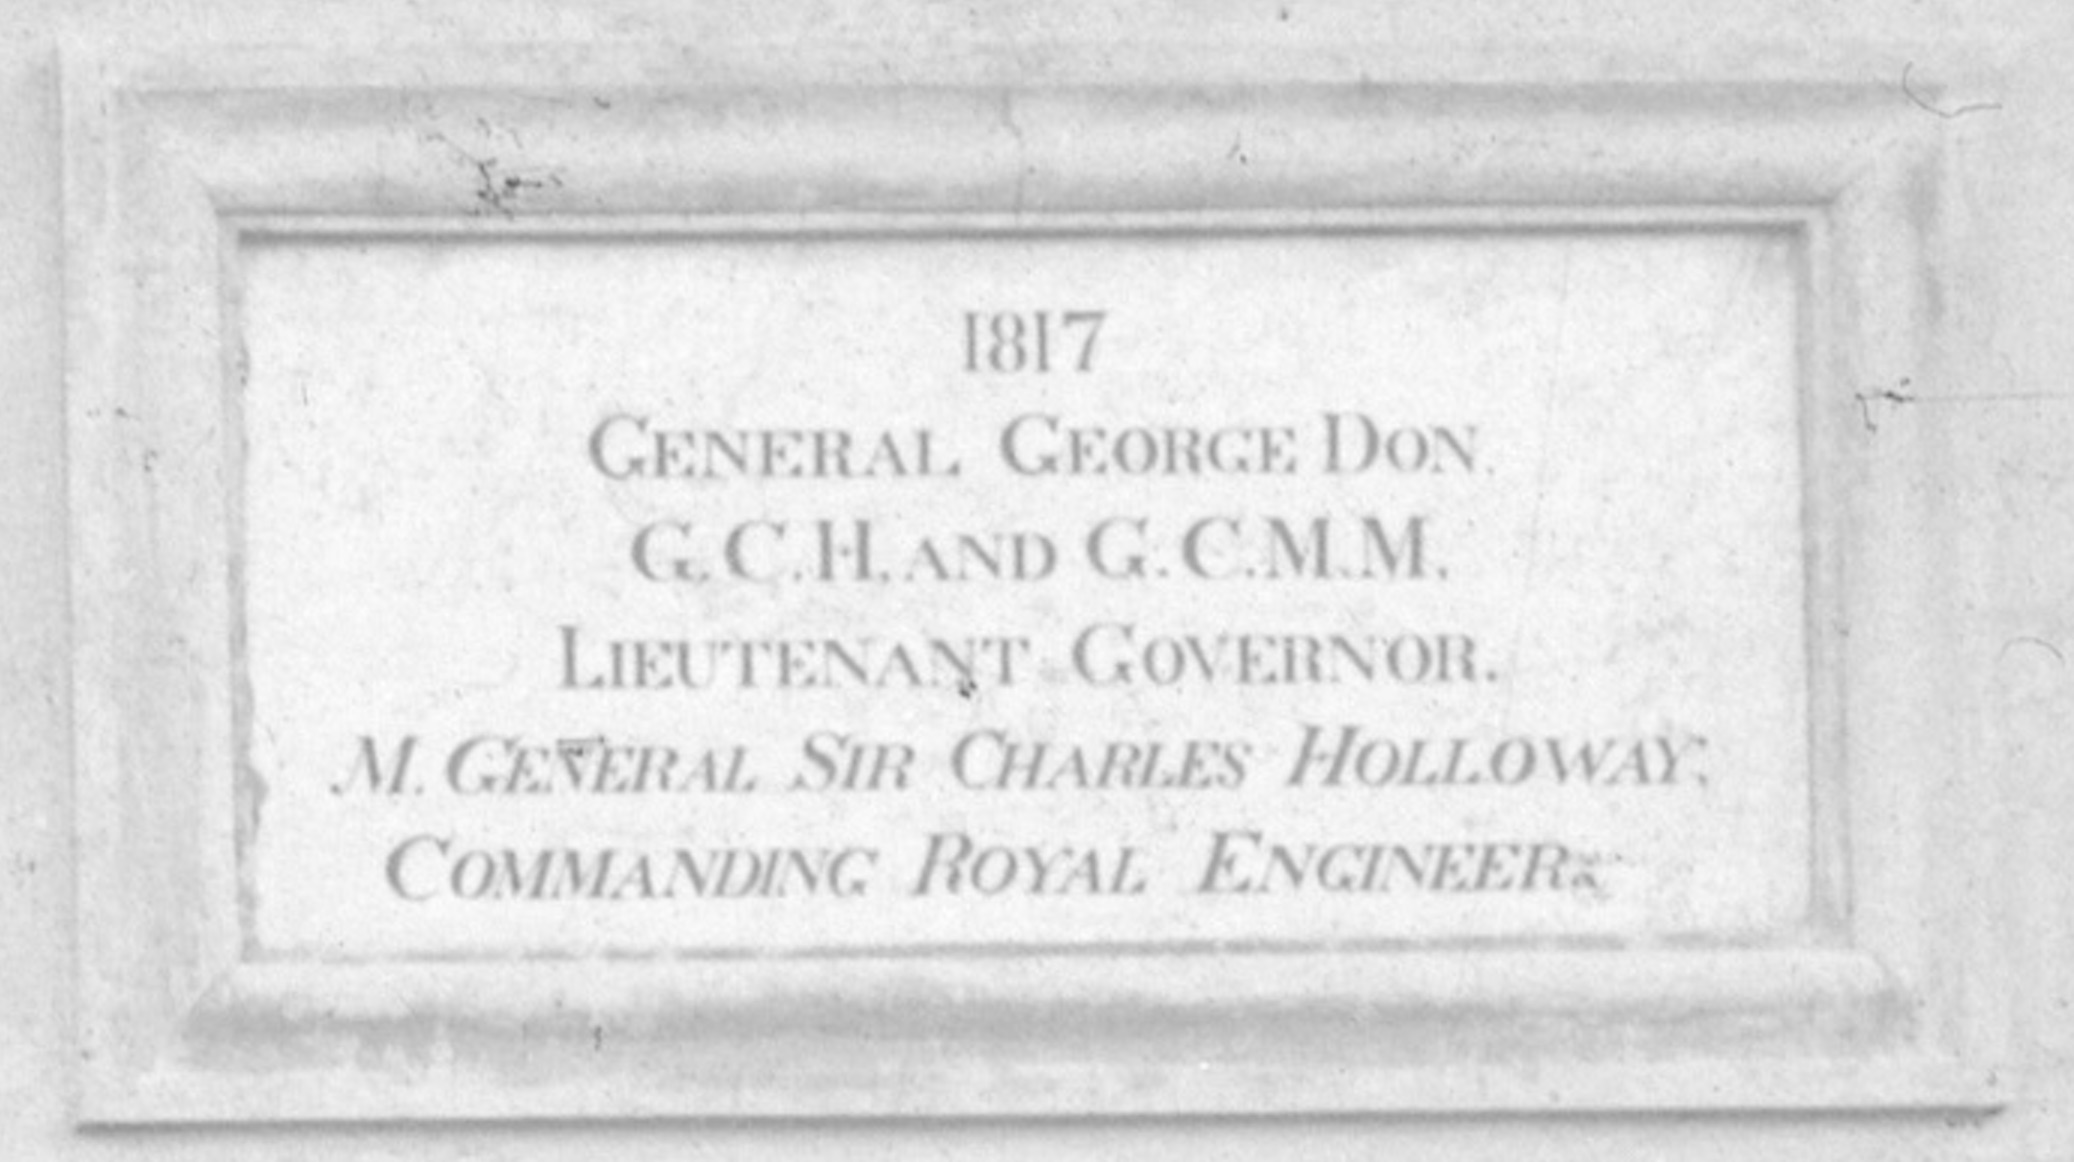 1817
GENERAL GEORGE DON.
G.C.H. AND G.C.M.M.
LIEUTENANT GOVERNOR.
M. GENERAL SIR CHARLES HOLLOWAY,
COMMANDING ROYAL ENGINEERS